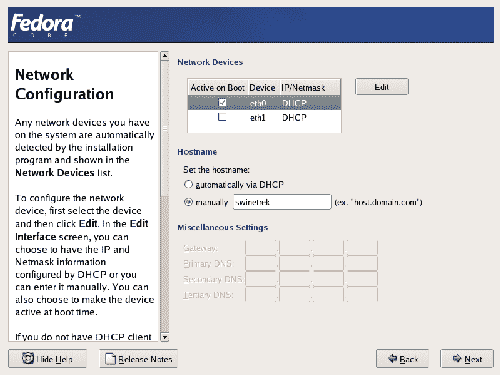 Fedora™
CORE
Network
Configuration
Any network devices you have
on the system are automatically
detected by the installation
program and shown in the
Network Devices list.
To configure the network
device, first select the device
and then click Edit. In the Edit
Interface screen, you can
choose to have the IP and
Netmask information
configured by DHCP or you
can enter it manually. You can
also choose to make the device
active at boot time.
If you do not have DHCP client
Network Devices
Active on Boot Device IP/Netmask
eth0 DHCP
eth1 DHCP
Edit
Hostname
Set the hostname:
automatically via DHCP
manually swinetrek (ex. "host.domain.com")
Miscellaneous Settings
Gateway:
Primary DNS:
Secondary DNS:
Tertiary DNS:
Hide Help
Release Notes
Back
Next